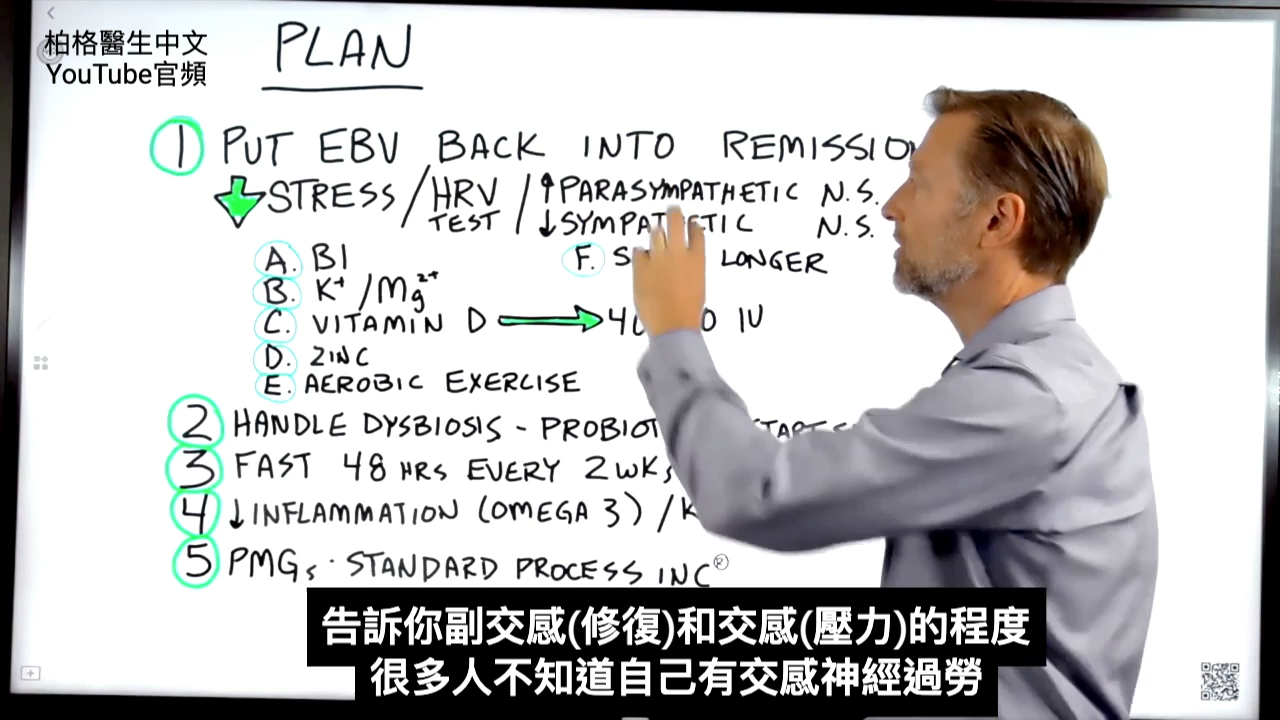 柏格醫生中文
YouTube官頻
PLAN
1 PUT EBV BACK INTO REMISSION
↓ STRESS / HRV TEST / ↑ PARASYMPATHETIC N.S.
↓ SYMPATHETIC N.S.
A. B1
F. LONGER
B. K+ / Mg2+
C. VITAMIN D → IU
D. ZINC
E. AEROBIC EXERCISE
2 HANDLE DYSBIOSIS - PROBIOT
3 FAST 48 HRS EVERY 2 WKS
4 ↓ INFLAMMATION (OMEGA 3) / K
5 PMGs · STANDARD PROCESS INC®
告訴你副交感(修復)和交感(壓力)的程度
很多人不知道自己有交感神經過勞